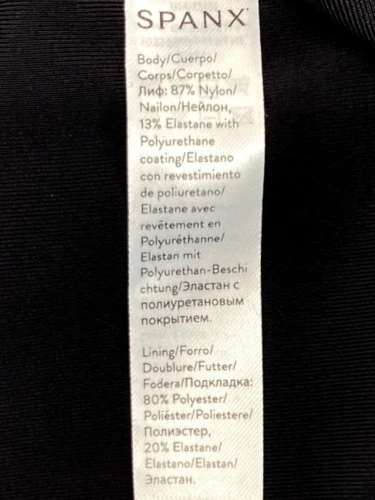 SPANX
Body/Cuerpo/
Corps/Corpetto/
Лиф: 87% Nylon/
Nailon/Нейлон,
13% Elastane with
Polyurethane
coating/Elastano
con revestimiento
de poliuretano/
Elastane avec
revêtement en
Polyuréthanne/
Elastan mit
Polyurethan-Beschi
chtung/Эластан с
полиуретановым
покрытием.
Lining/Forro/
Doublure/Futter/
Fodera/Подкладка:
80% Polyester/
Poliéster/Poliestere/
Полиэстер,
20% Elastane/
Elastano/Elastan/
Эластан.